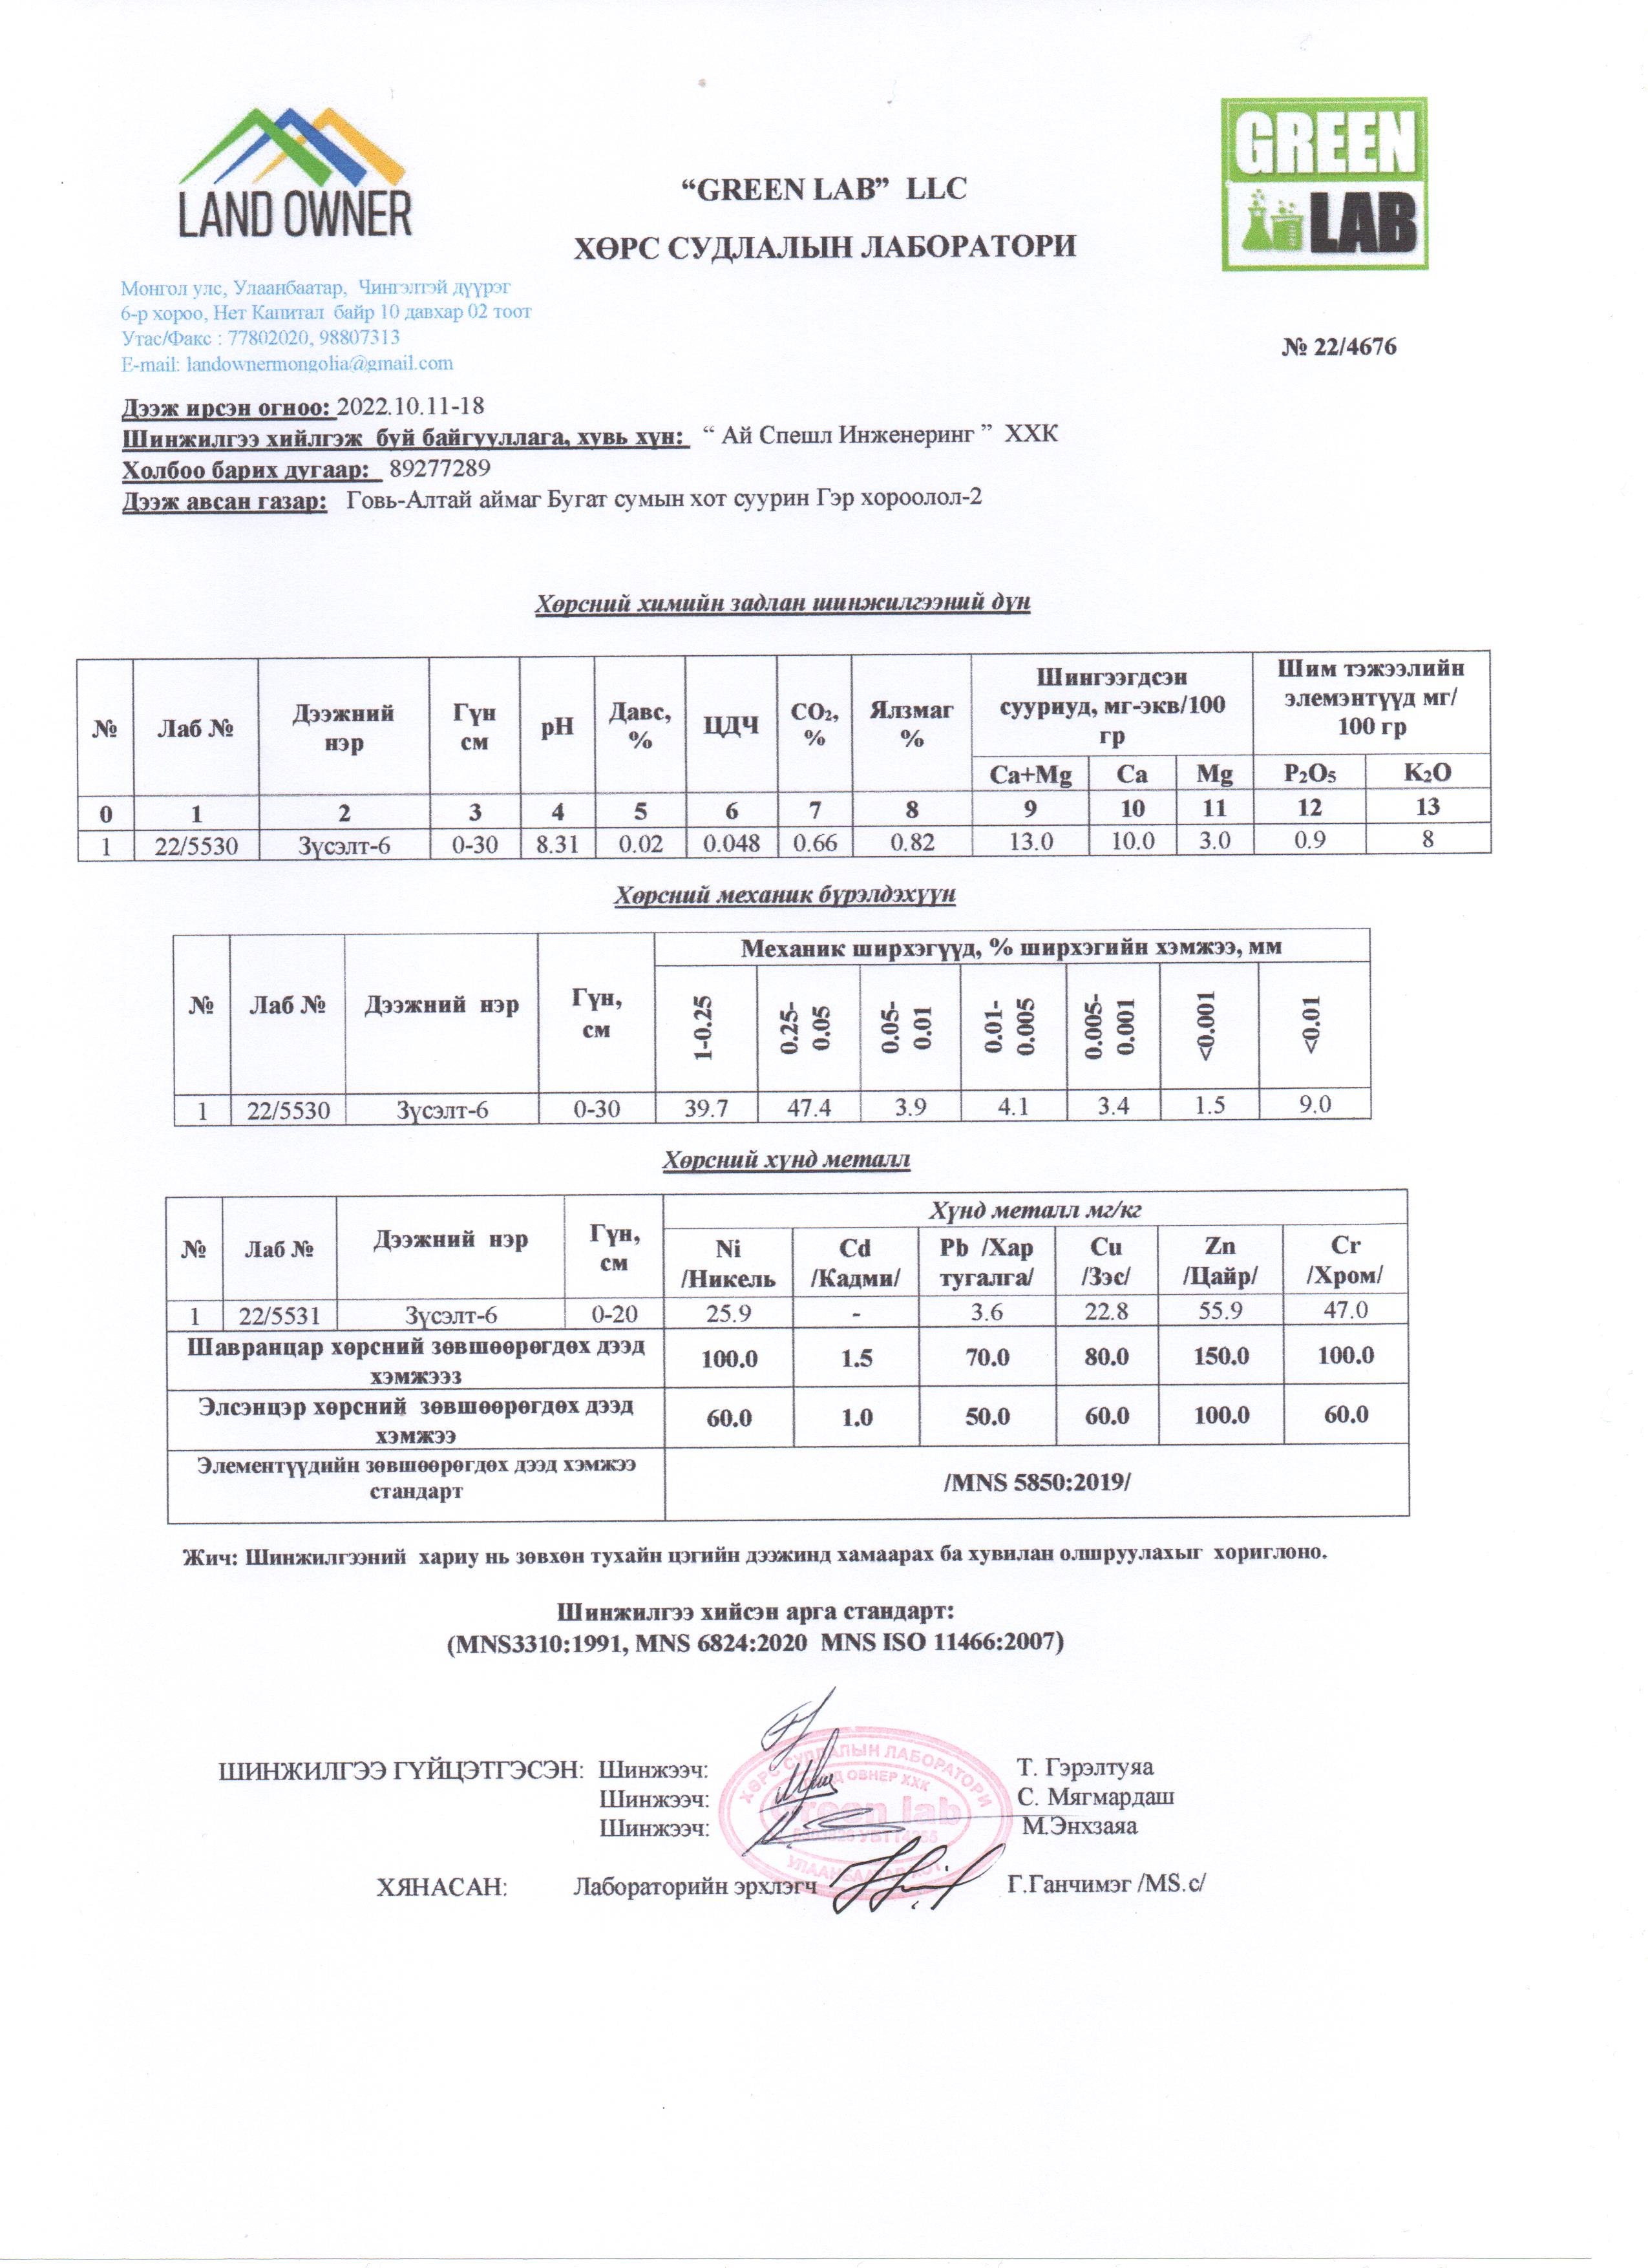 LAND OWNER
GREEN
LAB
“GREEN LAB” LLC
ХӨРС СУДЛАЛЫН ЛАБОРАТОРИ
Монгол улс, Улаанбаатар, Чингэлтэй дүүрэг
6-р хороо, Нет Капитал байр 10 давхар 02 тоот
Утас/Факс : 77802020, 98807313
E-mail: landownermongolia@gmail.com
№ 22/4676
Дээж ирсэн огноо: 2022.10.11-18
Шинжилгээ хийлгэж буй байгууллага, хувь хүн: “ Ай Спешл Инженеринг ” ХХК
Холбоо барих дугаар: 89277289
Дээж авсан газар: Говь-Алтай аймаг Бугат сумын хот суурин Гэр хороолол-2
Хөрсний химийн задлан шинжилгээний дүн
№ Лаб № Дээжний нэр Гүн см pH Давс, % ЦДЧ CO₂, % Ялзмаг % Шингээгдсэн сууриуд, мг-экв/100 гр Шим тэжээлийн элемэнтүүд мг/ 100 гр
Ca+Mg Ca Mg P₂O₅ K₂O
0 1 2 3 4 5 6 7 8 9 10 11 12 13
1 22/5530 Зүсэлт-6 0-30 8.31 0.02 0.048 0.66 0.82 13.0 10.0 3.0 0.9 8
Хөрсний механик бүрэлдэхүүн
№ Лаб № Дээжний нэр Гүн, см Механик ширхэгүүд, % ширхэгийн хэмжээ, мм
1-0.25 0.25-0.05 0.05-0.01 0.01-0.005 0.005-0.001 <0.001 <0.01
1 22/5530 Зүсэлт-6 0-30 39.7 47.4 3.9 4.1 3.4 1.5 9.0
Хөрсний хүнд металл
№ Лаб № Дээжний нэр Гүн, см Хүнд металл мг/кг
Ni /Никель Cd /Кадми/ Pb /Хар тугалга/ Cu /Зэс/ Zn /Цайр/ Cr /Хром/
1 22/5531 Зүсэлт-6 0-20 25.9 - 3.6 22.8 55.9 47.0
Шавранцар хөрсний зөвшөөрөгдөх дээд хэмжээз 100.0 1.5 70.0 80.0 150.0 100.0
Элсэнцэр хөрсний зөвшөөрөгдөх дээд хэмжээ 60.0 1.0 50.0 60.0 100.0 60.0
Элементүүдийн зөвшөөрөгдөх дээд хэмжээ стандарт /MNS 5850:2019/
Жич: Шинжилгээний хариу нь зөвхөн тухайн цэгийн дээжинд хамаарах ба хувилан олшруулахыг хориглоно.
Шинжилгээ хийсэн арга стандарт:
(MNS3310:1991, MNS 6824:2020 MNS ISO 11466:2007)
ШИНЖИЛГЭЭ ГҮЙЦЭТГЭСЭН: Шинжээч: Т. Гэрэлтуяа
Шинжээч: С. Мягмардаш
Шинжээч: М.Энхзаяа
ХӨРС СУДЛАЛЫН ЛАБОРАТОРИ
ОВНЕР ХХК
Green lab
ХЯНАСАН: Лабораторийн эрхлэгч Г.Ганчимэг /MS.c/